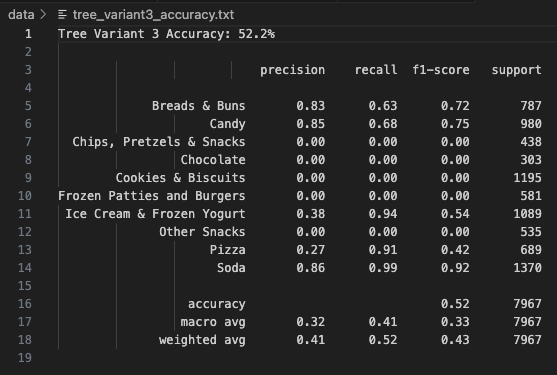 data > tree_variant3_accuracy.txt
1 Tree Variant 3 Accuracy: 52.2%
2
3 precision recall f1-score support
4
5 Breads & Buns 0.83 0.63 0.72 787
6 Candy 0.85 0.68 0.75 980
7 Chips, Pretzels & Snacks 0.00 0.00 0.00 438
8 Chocolate 0.00 0.00 0.00 303
9 Cookies & Biscuits 0.00 0.00 0.00 1195
10 Frozen Patties and Burgers 0.00 0.00 0.00 581
11 Ice Cream & Frozen Yogurt 0.38 0.94 0.54 1089
12 Other Snacks 0.00 0.00 0.00 535
13 Pizza 0.27 0.91 0.42 689
14 Soda 0.86 0.99 0.92 1370
15
16 accuracy 0.52 7967
17 macro avg 0.32 0.41 0.33 7967
18 weighted avg 0.41 0.52 0.43 7967
19